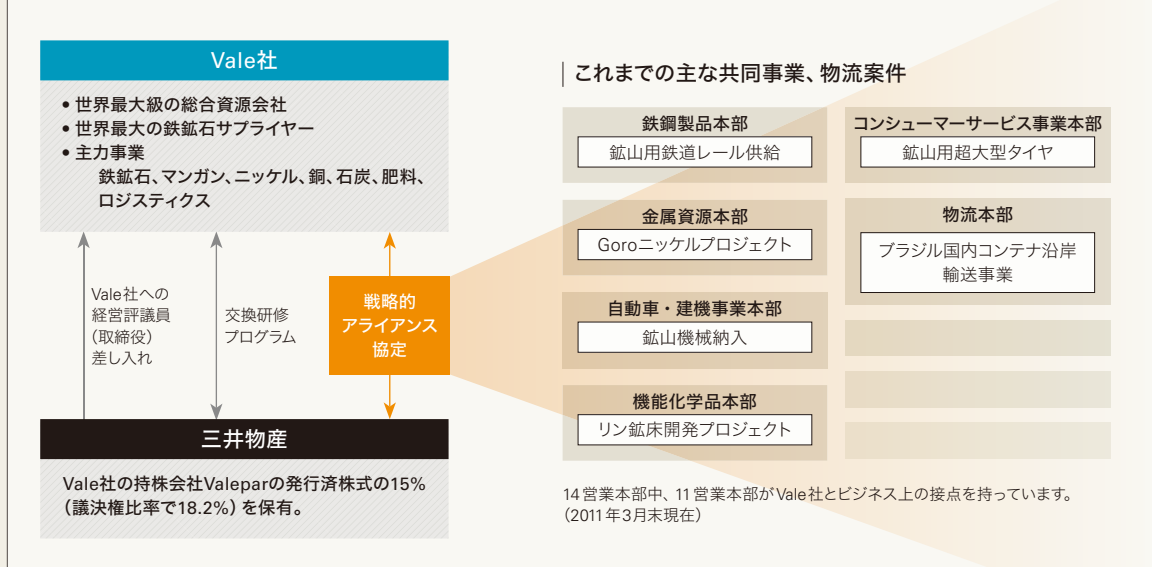 Vale社
• 世界最大級の総合資源会社
• 世界最大の鉄鉱石サプライヤー
• 主力事業
鉄鉱石、マンガン、ニッケル、銅、石炭、肥料、
ロジスティクス
Vale社への
経営評議員
(取締役)
差し入れ
交換研修
プログラム
戦略的
アライアンス
協定
三井物産
Vale社の持株会社Valeparの発行済株式の15%
(議決権比率で18.2%)を保有。
これまでの主な共同事業、物流案件
鉄鋼製品本部
鉱山用鉄道レール供給
金属資源本部
Goroニッケルプロジェクト
自動車・建機事業本部
鉱山機械納入
機能化学品本部
リン鉱床開発プロジェクト
コンシューマーサービス事業本部
鉱山用超大型タイヤ
物流本部
ブラジル国内コンテナ沿岸
輸送事業
14営業本部中、11営業本部がVale社とビジネス上の接点を持っています。
(2011年3月末現在)